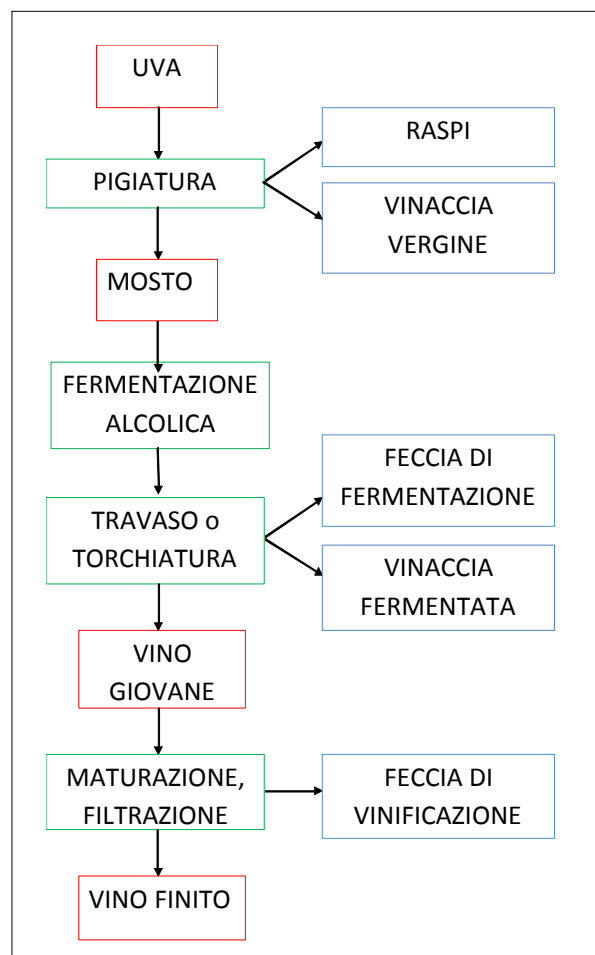 UVA
RASPI
PIGIATURA
VINACCIA
VERGINE
MOSTO
FERMENTAZIONE
ALCOLICA
FECCIA DI
FERMENTAZIONE
TRAVASO o
TORCHIATURA
VINACCIA
FERMENTATA
VINO
GIOVANE
MATURAZIONE,
FILTRAZIONE
FECCIA DI
VINIFICAZIONE
VINO FINITO